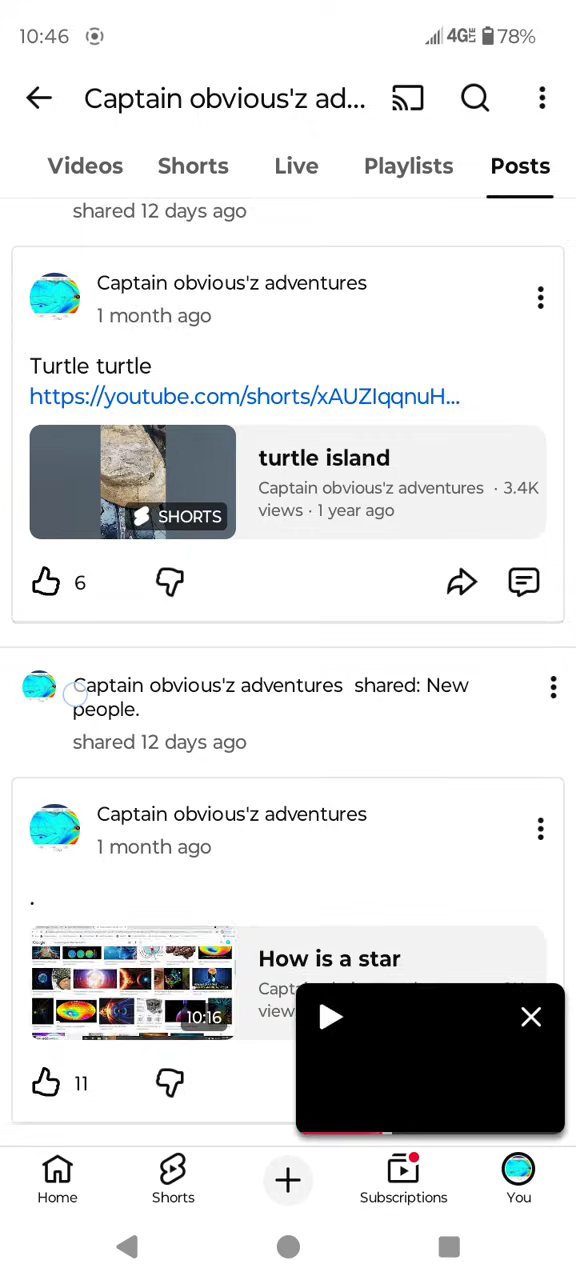 10:46 4G LTE 78%
Captain obvious'z ad...
Videos Shorts Live Playlists Posts
shared 12 days ago
Captain obvious'z adventures
1 month ago
Turtle turtle
https://youtube.com/shorts/xAUZIqqnuH...
turtle island
Captain obvious'z adventures · 3.4K
views · 1 year ago
SHORTS
6
Captain obvious'z adventures shared: New
people.
shared 12 days ago
Captain obvious'z adventures
1 month ago
.
How is a star
10:16
11
Home Shorts Subscriptions You